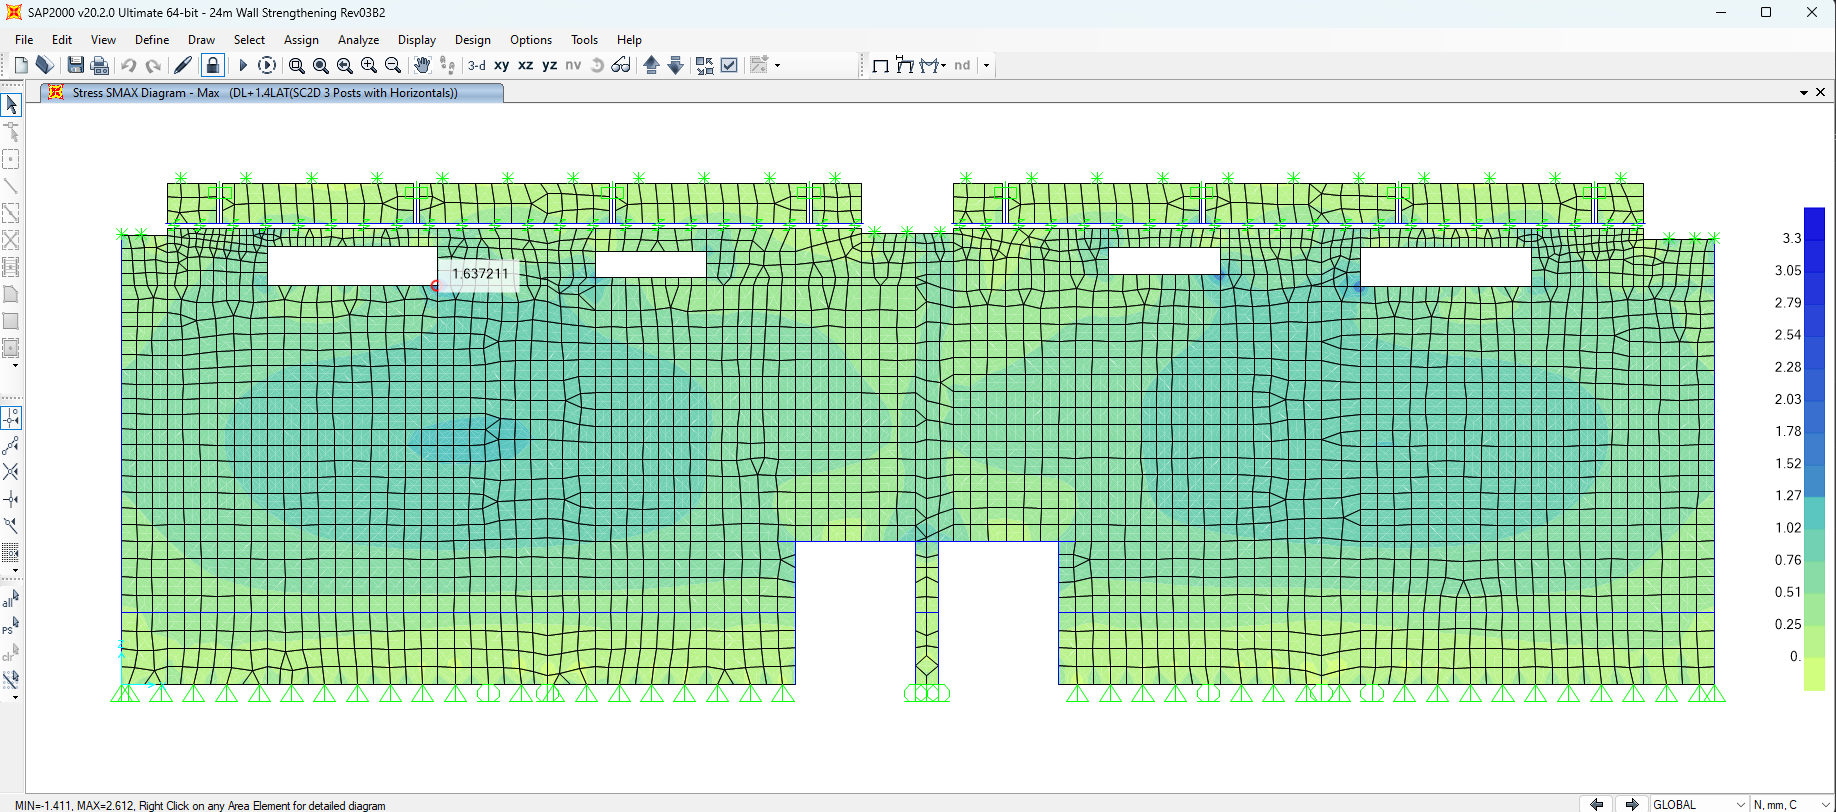 SAP2000 v20.2.0 Ultimate 64-bit - 24m Wall Strengthening Rev03B2
File Edit View Define Draw Select Assign Analyze Display Design Options Tools Help
3-d xy xz yz nv nd
Stress SMAX Diagram - Max (DL+1.4LAT(SC2D 3 Posts with Horizontals))
1.637211
3.3
3.05
2.79
2.54
2.28
2.03
1.78
1.52
1.27
1.02
0.76
0.51
0.25
0.
all
PS
clr
Z
MIN=-1.411, MAX=2.612, Right Click on any Area Element for detailed diagram
GLOBAL
N, mm, C